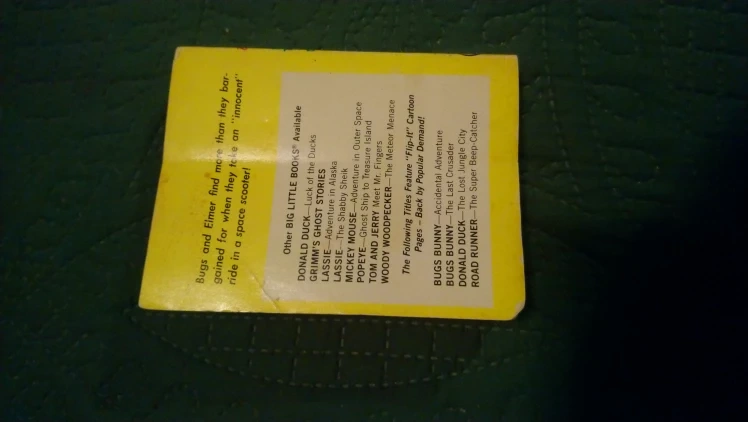 Bugs and Elmer find more than they bar-
gained for when they take an "innocent"
ride in a space scooter!
Other BIG LITTLE BOOKS® Available
DONALD DUCK—Luck of the Ducks
GRIMM'S GHOST STORIES
LASSIE—Adventure in Alaska
LASSIE—The Shabby Sheik
MICKEY MOUSE—Adventure in Outer Space
POPEYE—Ghost Ship to Treasure Island
TOM AND JERRY Meet Mr. Fingers
WOODY WOODPECKER—The Meteor Menace
The Following Titles Feature "Flip-It" Cartoon
Pages – Back by Popular Demand!
BUGS BUNNY—Accidental Adventure
BUGS BUNNY—The Last Crusader
DONALD DUCK—The Lost Jungle City
ROAD RUNNER—The Super Beep Catcher